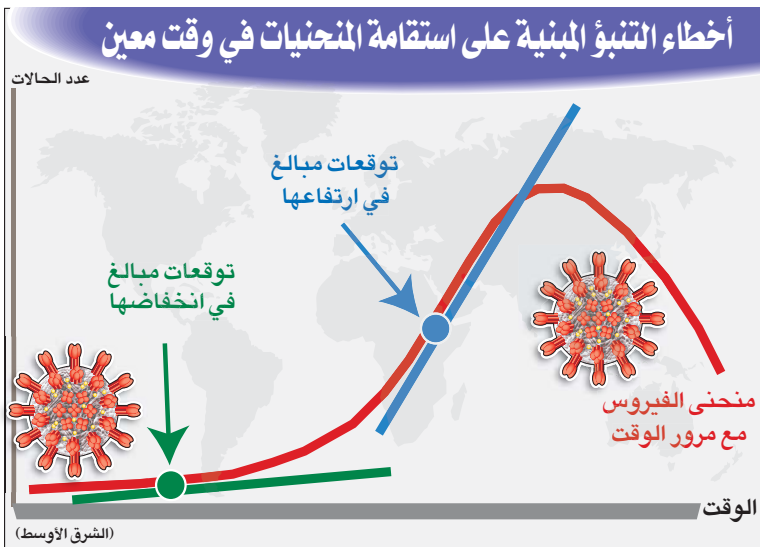 أخطاء التنبؤ المبنية على استقامة المنحنيات في وقت معين
عدد الحالات
توقعات مبالغ
في ارتفاعها
توقعات مبالغ
في انخفاضها
منحنى الفيروس
مع مرور الوقت
الوقت
(الشرق الأوسط)